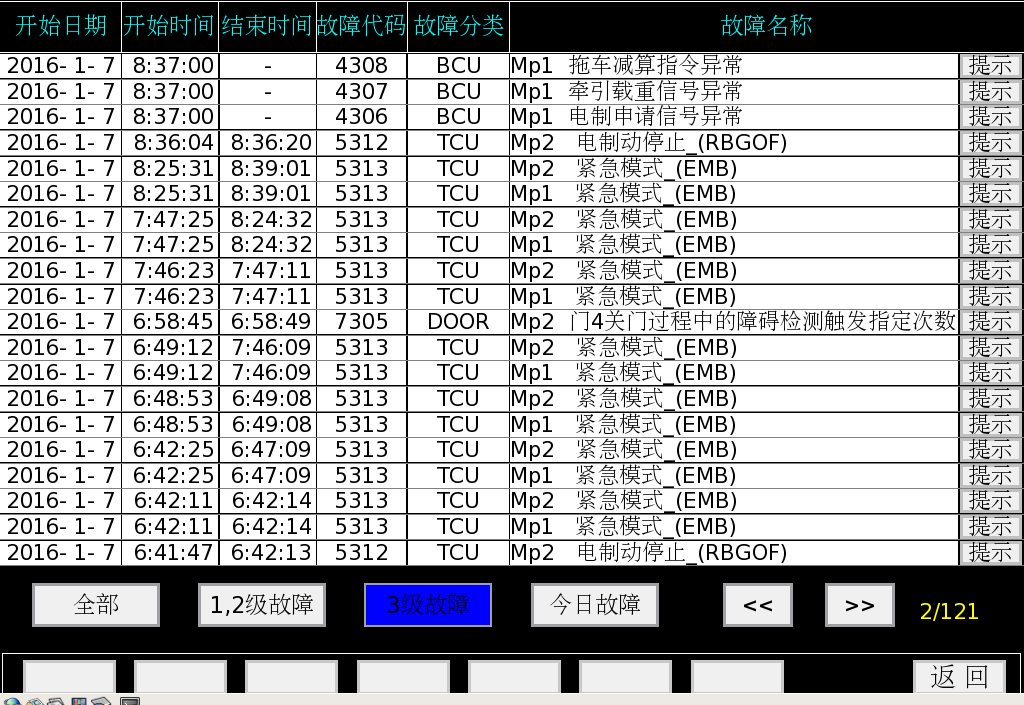 开始日期 开始时间 结束时间 故障代码 故障分类 故障名称
2016- 1- 7 8:37:00 - 4308 BCU Mp1 拖车减算指令异常 提示
2016- 1- 7 8:37:00 - 4307 BCU Mp1 牵引载重信号异常 提示
2016- 1- 7 8:37:00 - 4306 BCU Mp1 电制申请信号异常 提示
2016- 1- 7 8:36:04 8:36:20 5312 TCU Mp2 电制动停止_(RBGOF) 提示
2016- 1- 7 8:25:31 8:39:01 5313 TCU Mp2 紧急模式_(EMB) 提示
2016- 1- 7 8:25:31 8:39:01 5313 TCU Mp1 紧急模式_(EMB) 提示
2016- 1- 7 7:47:25 8:24:32 5313 TCU Mp2 紧急模式_(EMB) 提示
2016- 1- 7 7:47:25 8:24:32 5313 TCU Mp1 紧急模式_(EMB) 提示
2016- 1- 7 7:46:23 7:47:11 5313 TCU Mp2 紧急模式_(EMB) 提示
2016- 1- 7 7:46:23 7:47:11 5313 TCU Mp1 紧急模式_(EMB) 提示
2016- 1- 7 6:58:45 6:58:49 7305 DOOR Mp2 门4关门过程中的障碍检测触发指定次数 提示
2016- 1- 7 6:49:12 7:46:09 5313 TCU Mp2 紧急模式_(EMB) 提示
2016- 1- 7 6:49:12 7:46:09 5313 TCU Mp1 紧急模式_(EMB) 提示
2016- 1- 7 6:48:53 6:49:08 5313 TCU Mp2 紧急模式_(EMB) 提示
2016- 1- 7 6:48:53 6:49:08 5313 TCU Mp1 紧急模式_(EMB) 提示
2016- 1- 7 6:42:25 6:47:09 5313 TCU Mp2 紧急模式_(EMB) 提示
2016- 1- 7 6:42:25 6:47:09 5313 TCU Mp1 紧急模式_(EMB) 提示
2016- 1- 7 6:42:11 6:42:14 5313 TCU Mp2 紧急模式_(EMB) 提示
2016- 1- 7 6:42:11 6:42:14 5313 TCU Mp1 紧急模式_(EMB) 提示
2016- 1- 7 6:41:47 6:42:13 5312 TCU Mp2 电制动停止_(RBGOF) 提示
全部 1,2级故障 3级故障 今日故障 << >> 2/121
返 回